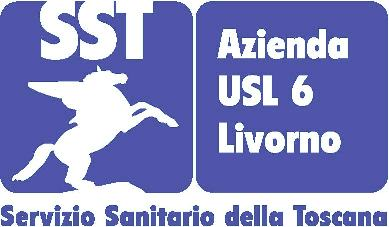 SST
Azienda
USL 6
Livorno
Servizio Sanitario della Toscana